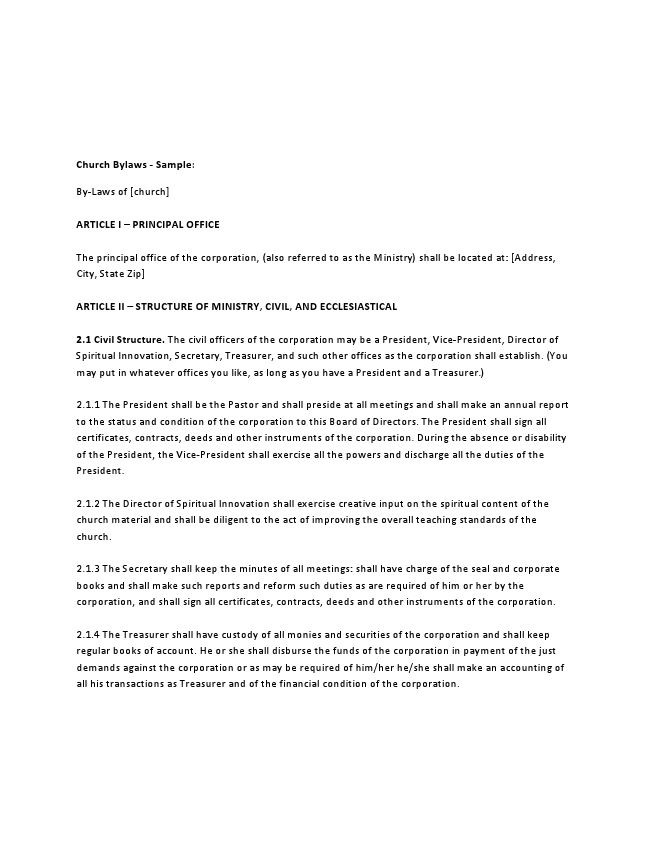 Church Bylaws - Sample:
By-Laws of [church]
ARTICLE I – PRINCIPAL OFFICE
The principal office of the corporation, (also referred to as the Ministry) shall be located at: [Address,
City, State Zip]
ARTICLE II – STRUCTURE OF MINISTRY, CIVIL, AND ECCLESIASTICAL
2.1 Civil Structure. The civil officers of the corporation may be a President, Vice-President, Director of
Spiritual Innovation, Secretary, Treasurer, and such other offices as the corporation shall establish. (You
may put in whatever offices you like, as long as you have a President and a Treasurer.)
2.1.1 The President shall be the Pastor and shall preside at all meetings and shall make an annual report
to the status and condition of the corporation to this Board of Directors. The President shall sign all
certificates, contracts, deeds and other instruments of the corporation. During the absence or disability
of the President, the Vice-President shall exercise all the powers and discharge all the duties of the
President.
2.1.2 The Director of Spiritual Innovation shall exercise creative input on the spiritual content of the
church material and shall be diligent to the act of improving the overall teaching standards of the
church.
2.1.3 The Secretary shall keep the minutes of all meetings: shall have charge of the seal and corporate
books and shall make such reports and reform such duties as are required of him or her by the
corporation, and shall sign all certificates, contracts, deeds and other instruments of the corporation.
2.1.4 The Treasurer shall have custody of all monies and securities of the corporation and shall keep
regular books of account. He or she shall disburse the funds of the corporation in payment of the just
demands against the corporation or as may be required of him/her he/she shall make an accounting of
all his transactions as Treasurer and of the financial condition of the corporation.